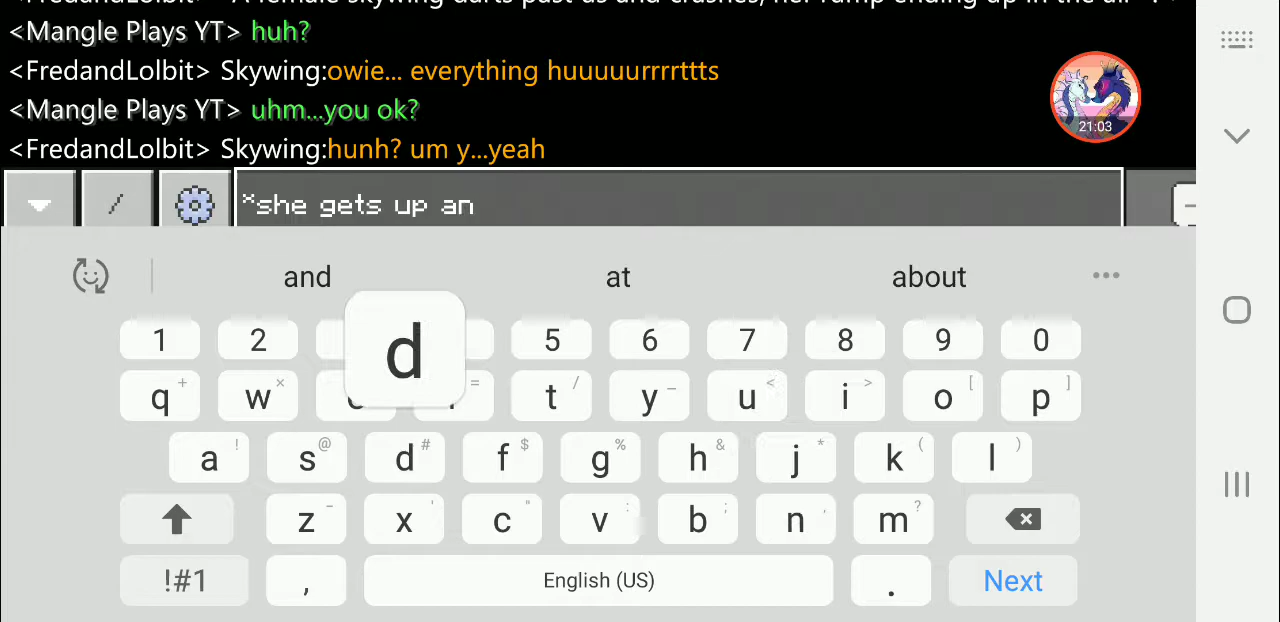 <Mangle Plays YT> huh?
<FredandLolbit> Skywing:owie... everything huuuuurrrrttts
21:03
<Mangle Plays YT> uhm...you ok?
<FredandLolbit> Skywing:hunh? um y...yeah
/ *she gets up an
and at about
d
1 2 5 6 7 8 9 0
q + w × = t / y _ u < i > o [ p ]
a ! s @ d # f $ g % h & j * k ( l )
z - x ' c " v : b ; n , m ?
!#1 , English (US) . Next